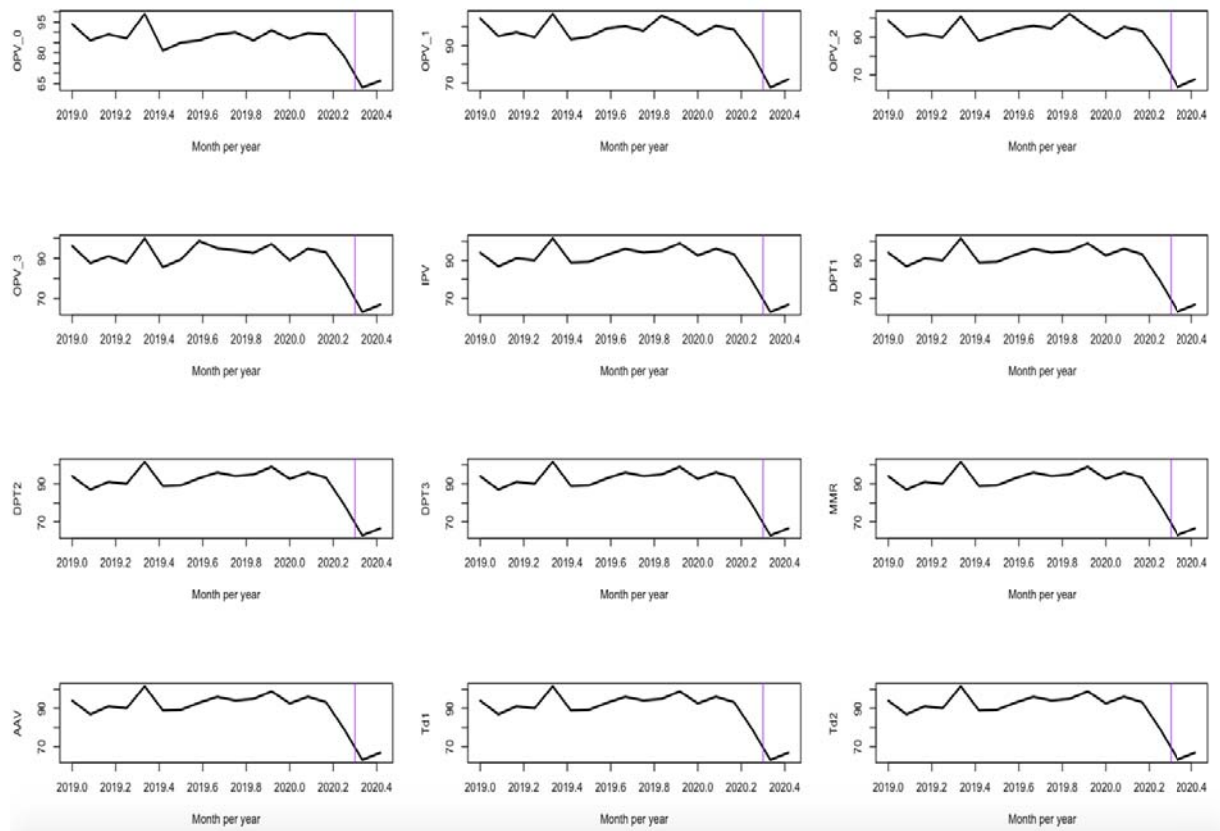 OPV_0 95 80 65
2019.0 2019.2 2019.4 2019.6 2019.8 2020.0 2020.2 2020.4
Month per year
OPV_1 90 70
2019.0 2019.2 2019.4 2019.6 2019.8 2020.0 2020.2 2020.4
Month per year
OPV_2 90 70
2019.0 2019.2 2019.4 2019.6 2019.8 2020.0 2020.2 2020.4
Month per year
OPV_3 90 70
2019.0 2019.2 2019.4 2019.6 2019.8 2020.0 2020.2 2020.4
Month per year
IPV 90 70
2019.0 2019.2 2019.4 2019.6 2019.8 2020.0 2020.2 2020.4
Month per year
DPT1 90 70
2019.0 2019.2 2019.4 2019.6 2019.8 2020.0 2020.2 2020.4
Month per year
DPT2 90 70
2019.0 2019.2 2019.4 2019.6 2019.8 2020.0 2020.2 2020.4
Month per year
DPT3 90 70
2019.0 2019.2 2019.4 2019.6 2019.8 2020.0 2020.2 2020.4
Month per year
MMR 90 70
2019.0 2019.2 2019.4 2019.6 2019.8 2020.0 2020.2 2020.4
Month per year
AAV 90 70
2019.0 2019.2 2019.4 2019.6 2019.8 2020.0 2020.2 2020.4
Month per year
Td1 90 70
2019.0 2019.2 2019.4 2019.6 2019.8 2020.0 2020.2 2020.4
Month per year
Td2 90 70
2019.0 2019.2 2019.4 2019.6 2019.8 2020.0 2020.2 2020.4
Month per year